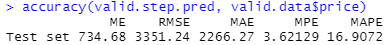 > accuracy(valid.step.pred, valid.data$price)
ME RMSE MAE MPE MAPE
Test set 734.68 3351.24 2266.27 3.62129 16.9072